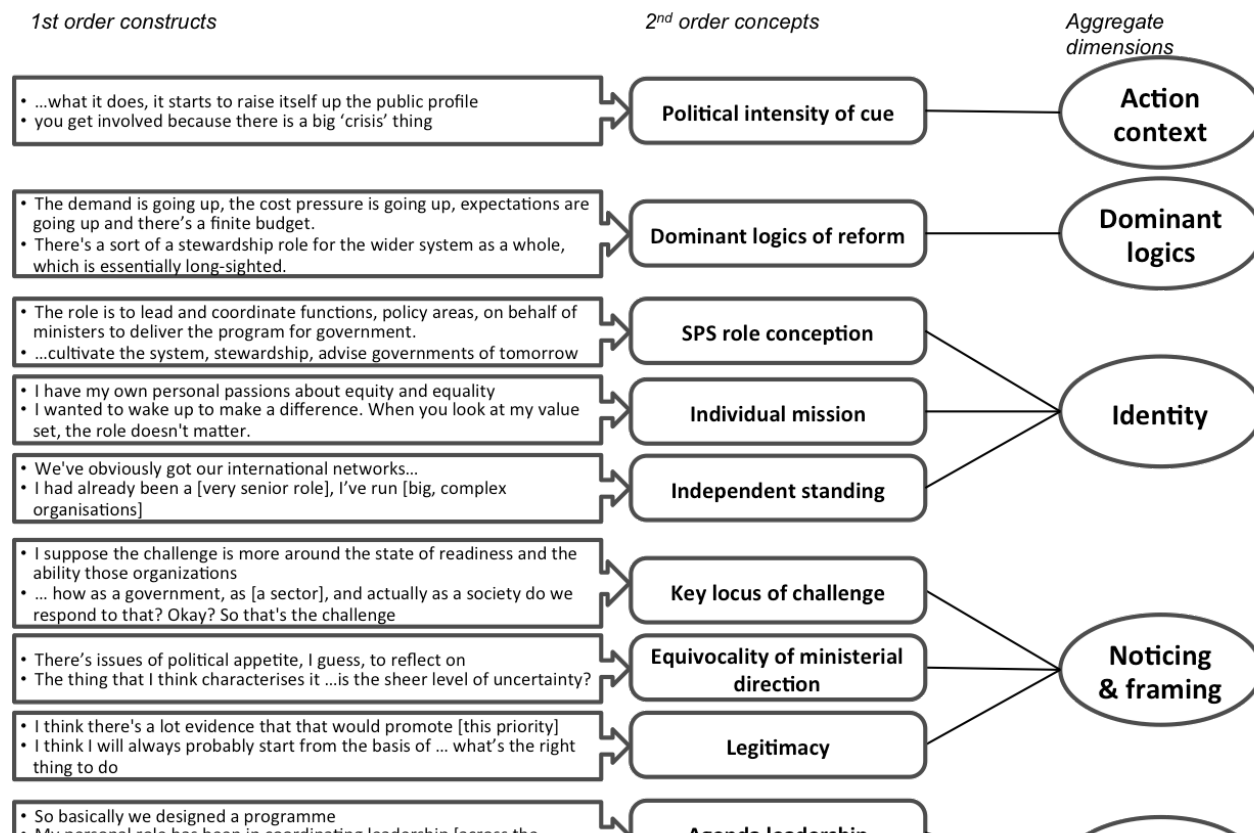 1st order constructs
2nd order concepts
Aggregate
dimensions
• …what it does, it starts to raise itself up the public profile
• you get involved because there is a big ‘crisis’ thing
Political intensity of cue
Action
context
• The demand is going up, the cost pressure is going up, expectations are
going up and there’s a finite budget.
• There's a sort of a stewardship role for the wider system as a whole,
which is essentially long-sighted.
Dominant logics of reform
Dominant
logics
• The role is to lead and coordinate functions, policy areas, on behalf of
ministers to deliver the program for government.
• …cultivate the system, stewardship, advise governments of tomorrow
SPS role conception
• I have my own personal passions about equity and equality
• I wanted to wake up to make a difference. When you look at my value
set, the role doesn't matter.
Individual mission
Identity
• We've obviously got our international networks…
• I had already been a [very senior role], I’ve run [big, complex
organisations]
Independent standing
• I suppose the challenge is more around the state of readiness and the
ability those organizations
• … how as a government, as [a sector], and actually as a society do we
respond to that? Okay? So that's the challenge
Key locus of challenge
• There’s issues of political appetite, I guess, to reflect on
• The thing that I think characterises it …is the sheer level of uncertainty?
Equivocality of ministerial
direction
Noticing
& framing
• I think there's a lot evidence that that would promote [this priority]
• I think I will always probably start from the basis of … what’s the right
thing to do
Legitimacy
• So basically we designed a programme
• My personal role has been in coordinating leadership [across the
Agenda leadership